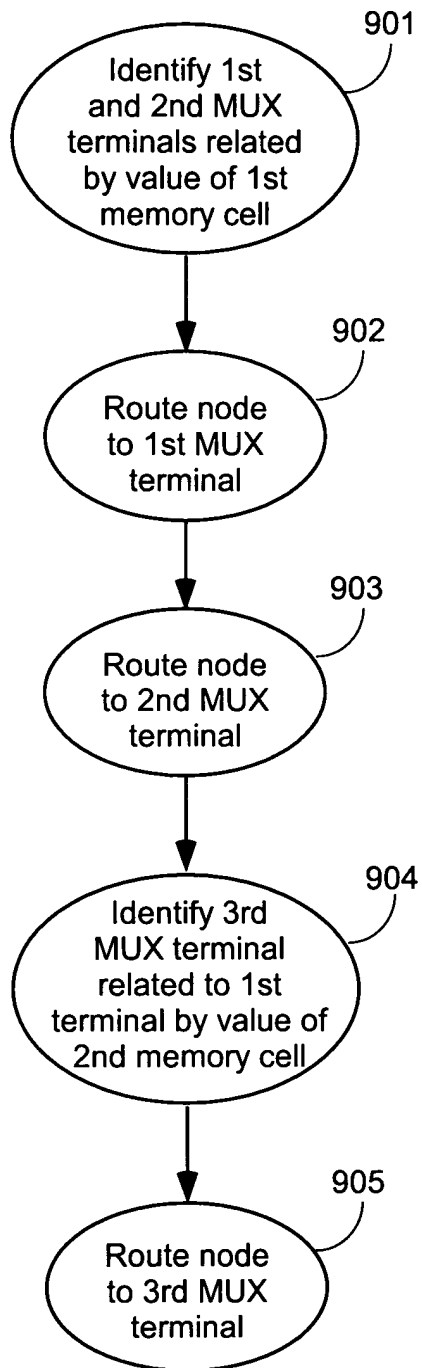 901
Identify 1st
and 2nd MUX
terminals related
by value of 1st
memory cell
902
Route node
to 1st MUX
terminal
903
Route node
to 2nd MUX
terminal
904
Identify 3rd
MUX terminal
related to 1st
terminal by value of
2nd memory cell
905
Route node
to 3rd MUX
terminal